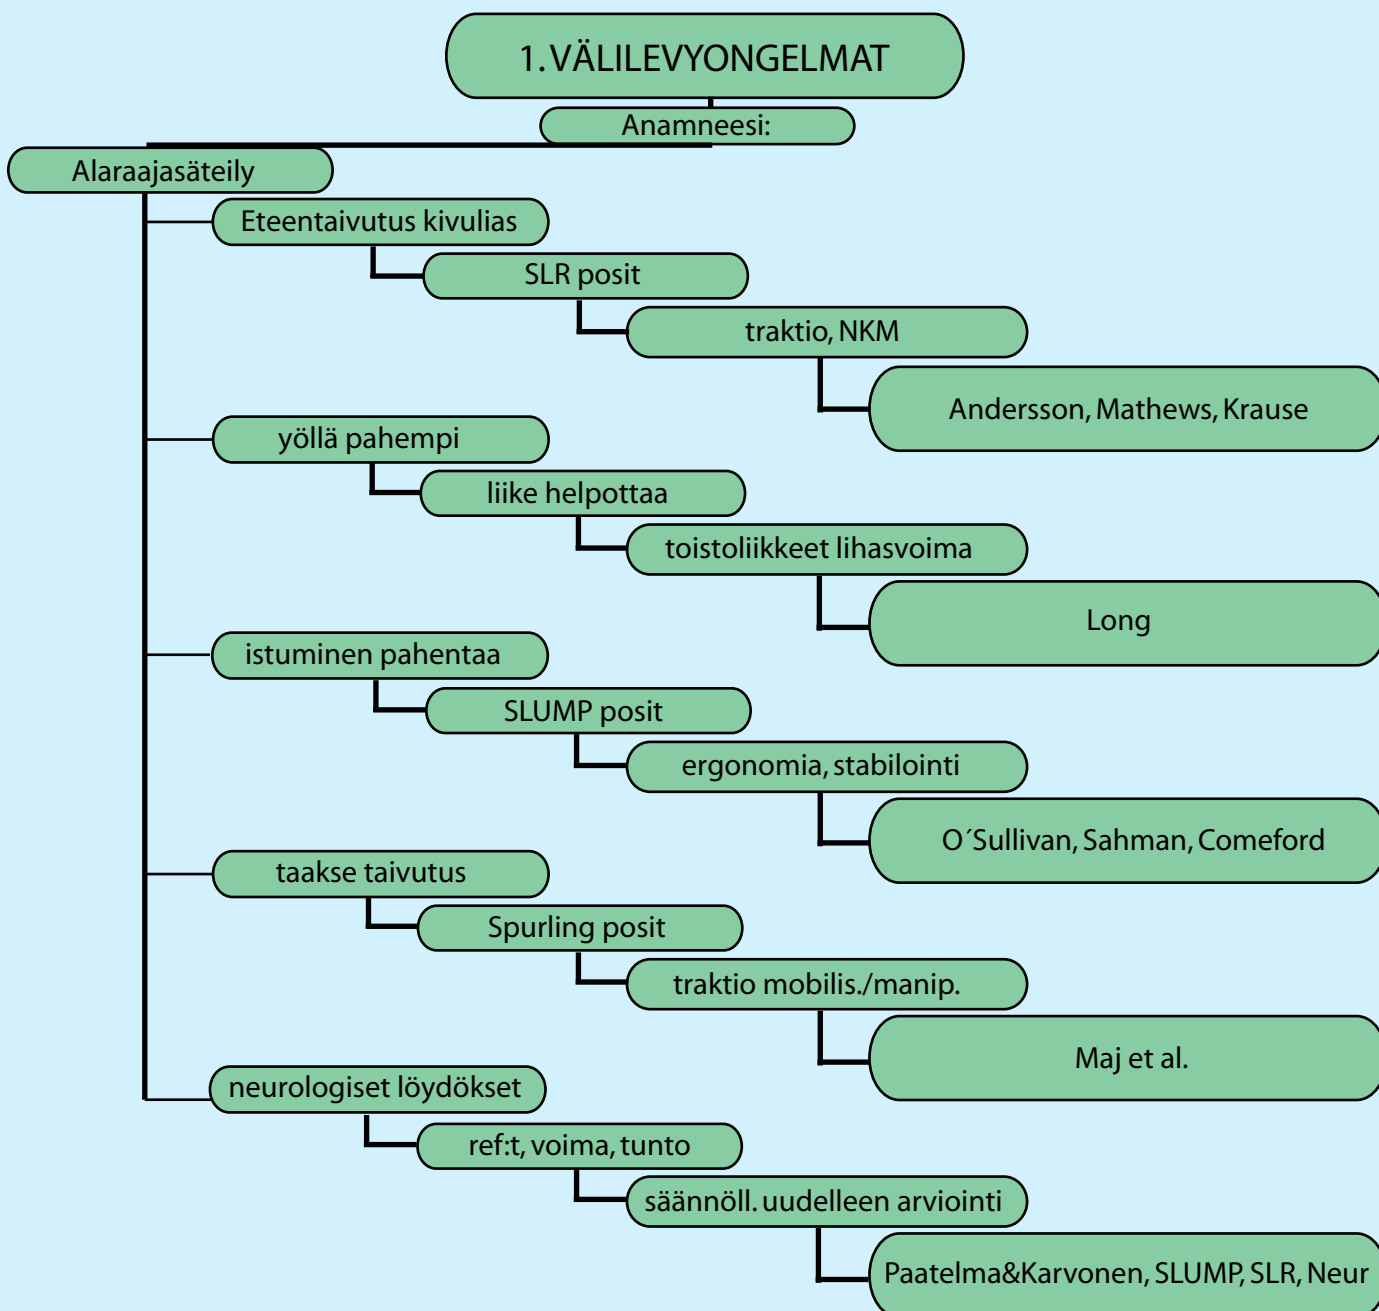 1. VÄLILEVYONGELMAT
Anamneesi:
Alaraajasäteily
Eteentaivutus kivulias
SLR posit
traktio, NKM
Andersson, Mathews, Krause
yöllä pahempi
liike helpottaa
toistoliikkeet lihasvoima
Long
istuminen pahentaa
SLUMP posit
ergonomia, stabilointi
O´Sullivan, Sahman, Comeford
taakse taivutus
Spurling posit
traktio mobilis./manip.
Maj et al.
neurologiset löydökset
ref:t, voima, tunto
säännöll. uudelleen arviointi
Paatelma&Karvonen, SLUMP, SLR, Neur